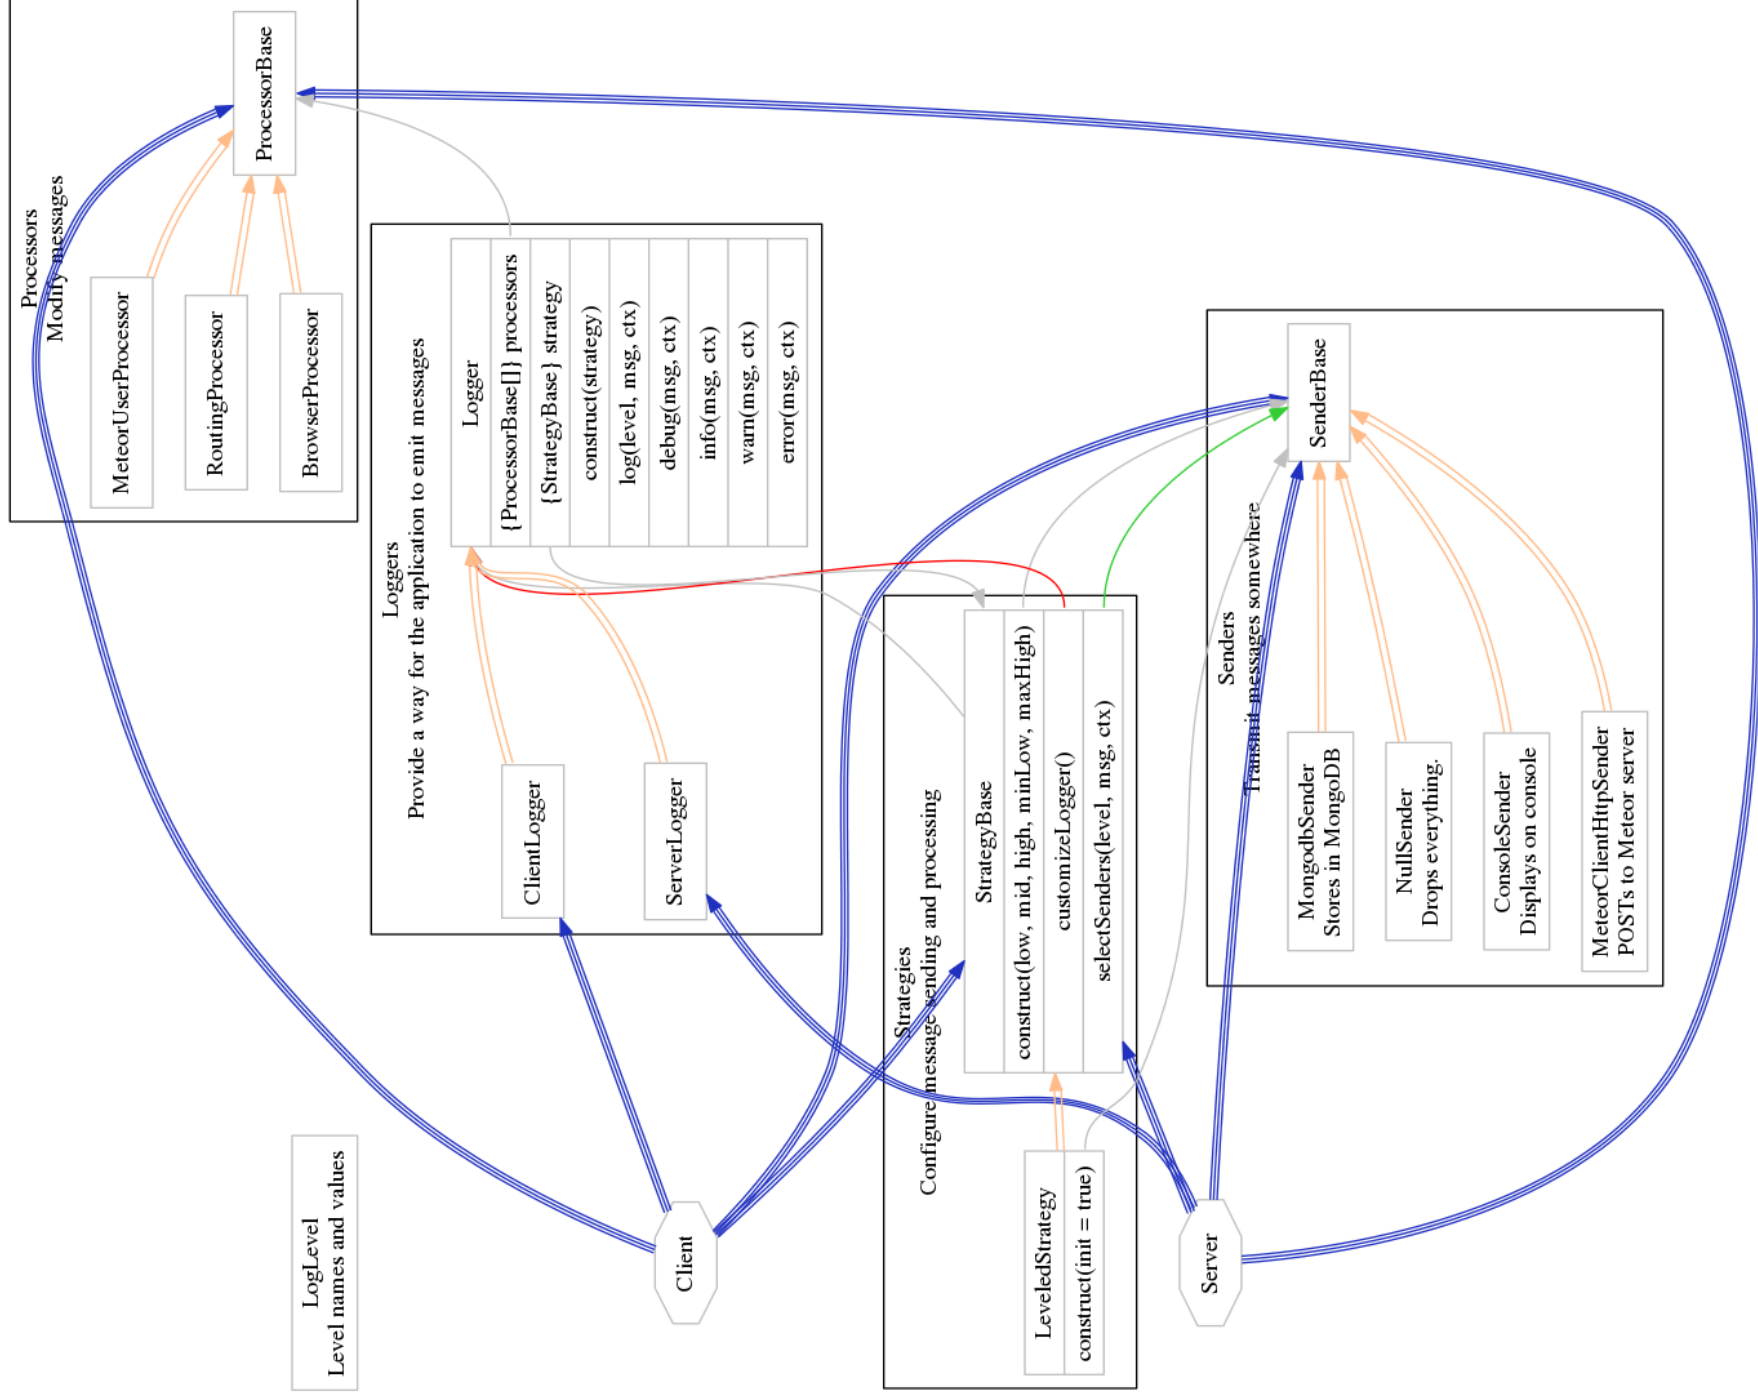 Processors
Modify messages
ProcessorBase
MeteorUserProcessor
RoutingProcessor
BrowserProcessor
Loggers
Provide a way for the application to emit messages
Logger
{ProcessorBase[]} processors
{StrategyBase} strategy
construct(strategy)
log(level, msg, ctx)
debug(msg, ctx)
info(msg, ctx)
warn(msg, ctx)
error(msg, ctx)
ClientLogger
ServerLogger
Strategies
Configure message sending and processing
StrategyBase
construct(low, mid, high, minLow, maxHigh)
customizeLogger()
selectSenders(level, msg, ctx)
LeveledStrategy
construct(init = true)
Senders
Transmit messages somewhere
SenderBase
MongodbSender
Stores in MongoDB
NullSender
Drops everything.
ConsoleSender
Displays on console
MeteorClientHttpSender
POSTs to Meteor server
LogLevel
Level names and values
Client
Server